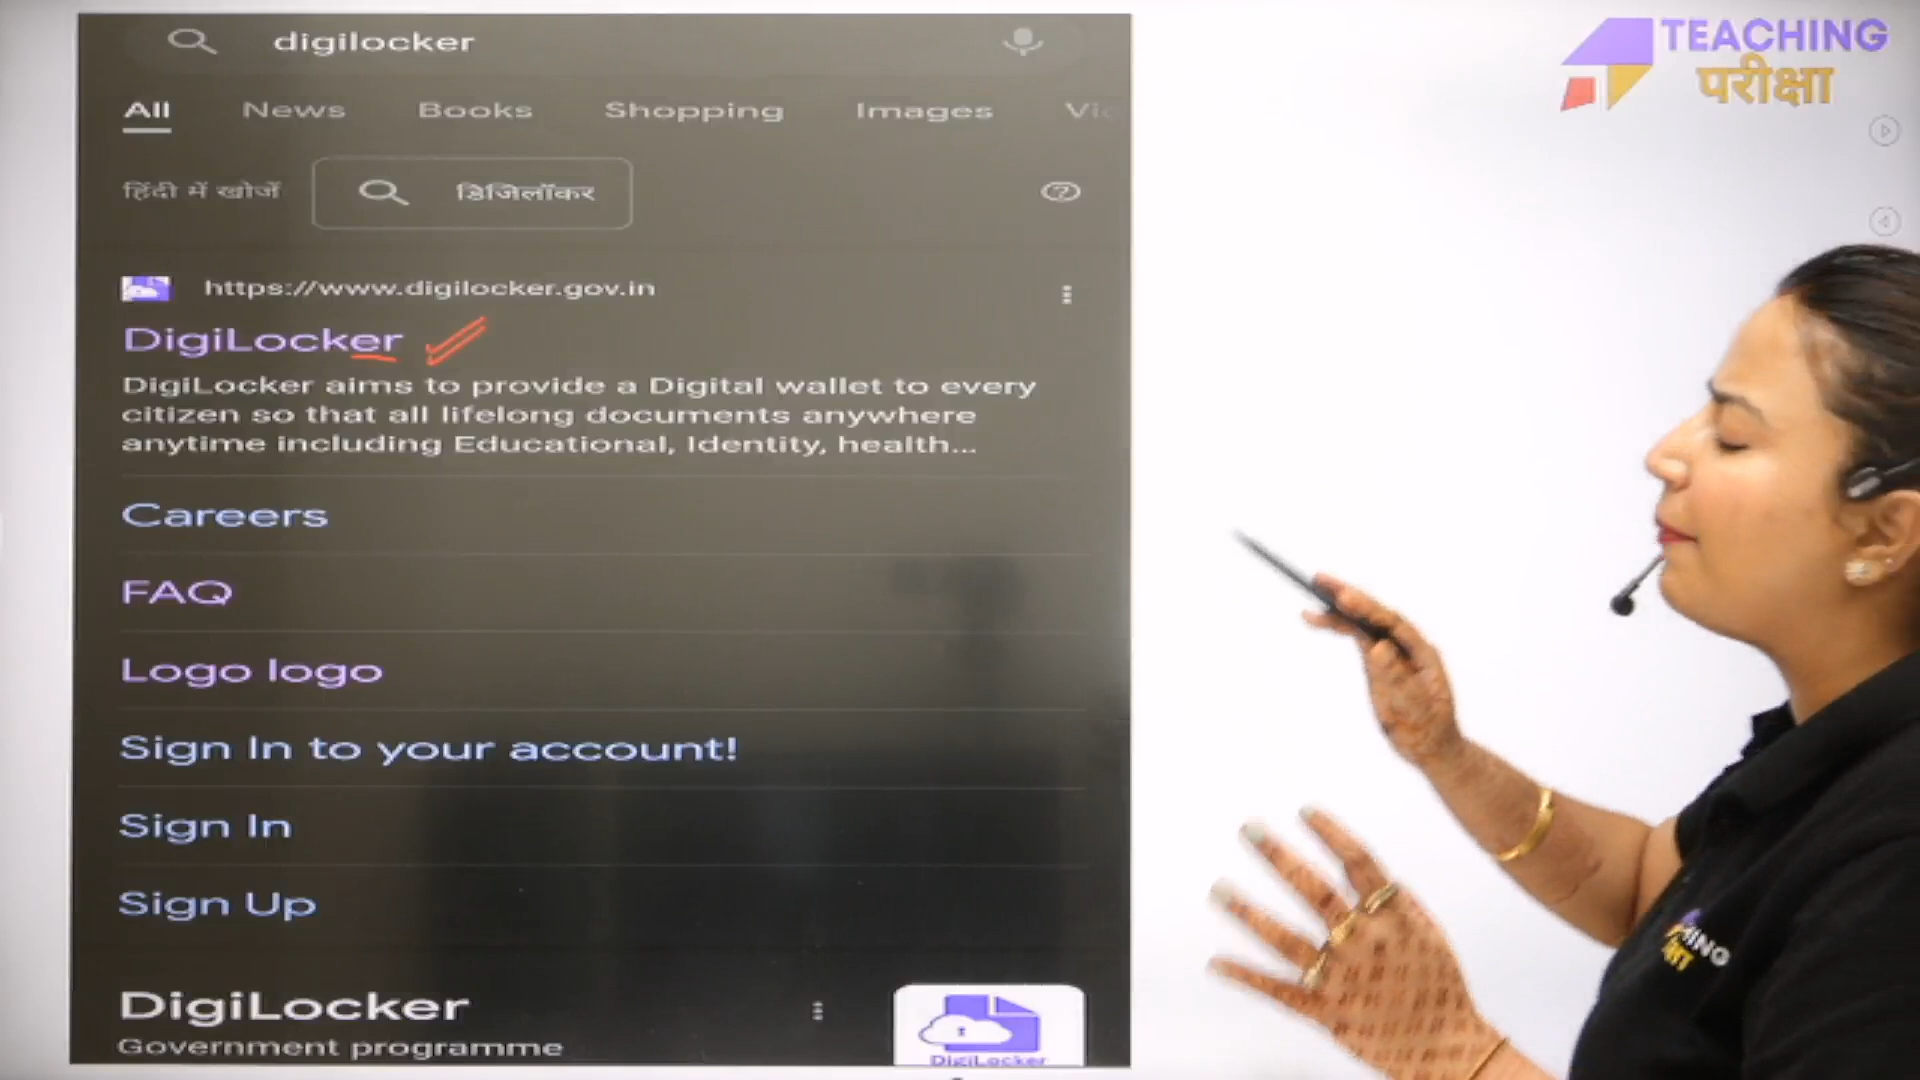 digilocker
All News Books Shopping Images
हिंदी में खोजें डिजिलॉकर
https://www.digilocker.gov.in
DigiLocker
DigiLocker aims to provide a Digital wallet to every
citizen so that all lifelong documents anywhere
anytime including Educational, Identity, health...
Careers
FAQ
Logo logo
Sign In to your account!
Sign In
Sign Up
DigiLocker
Government programme
DigiLocker
TEACHING
परीक्षा